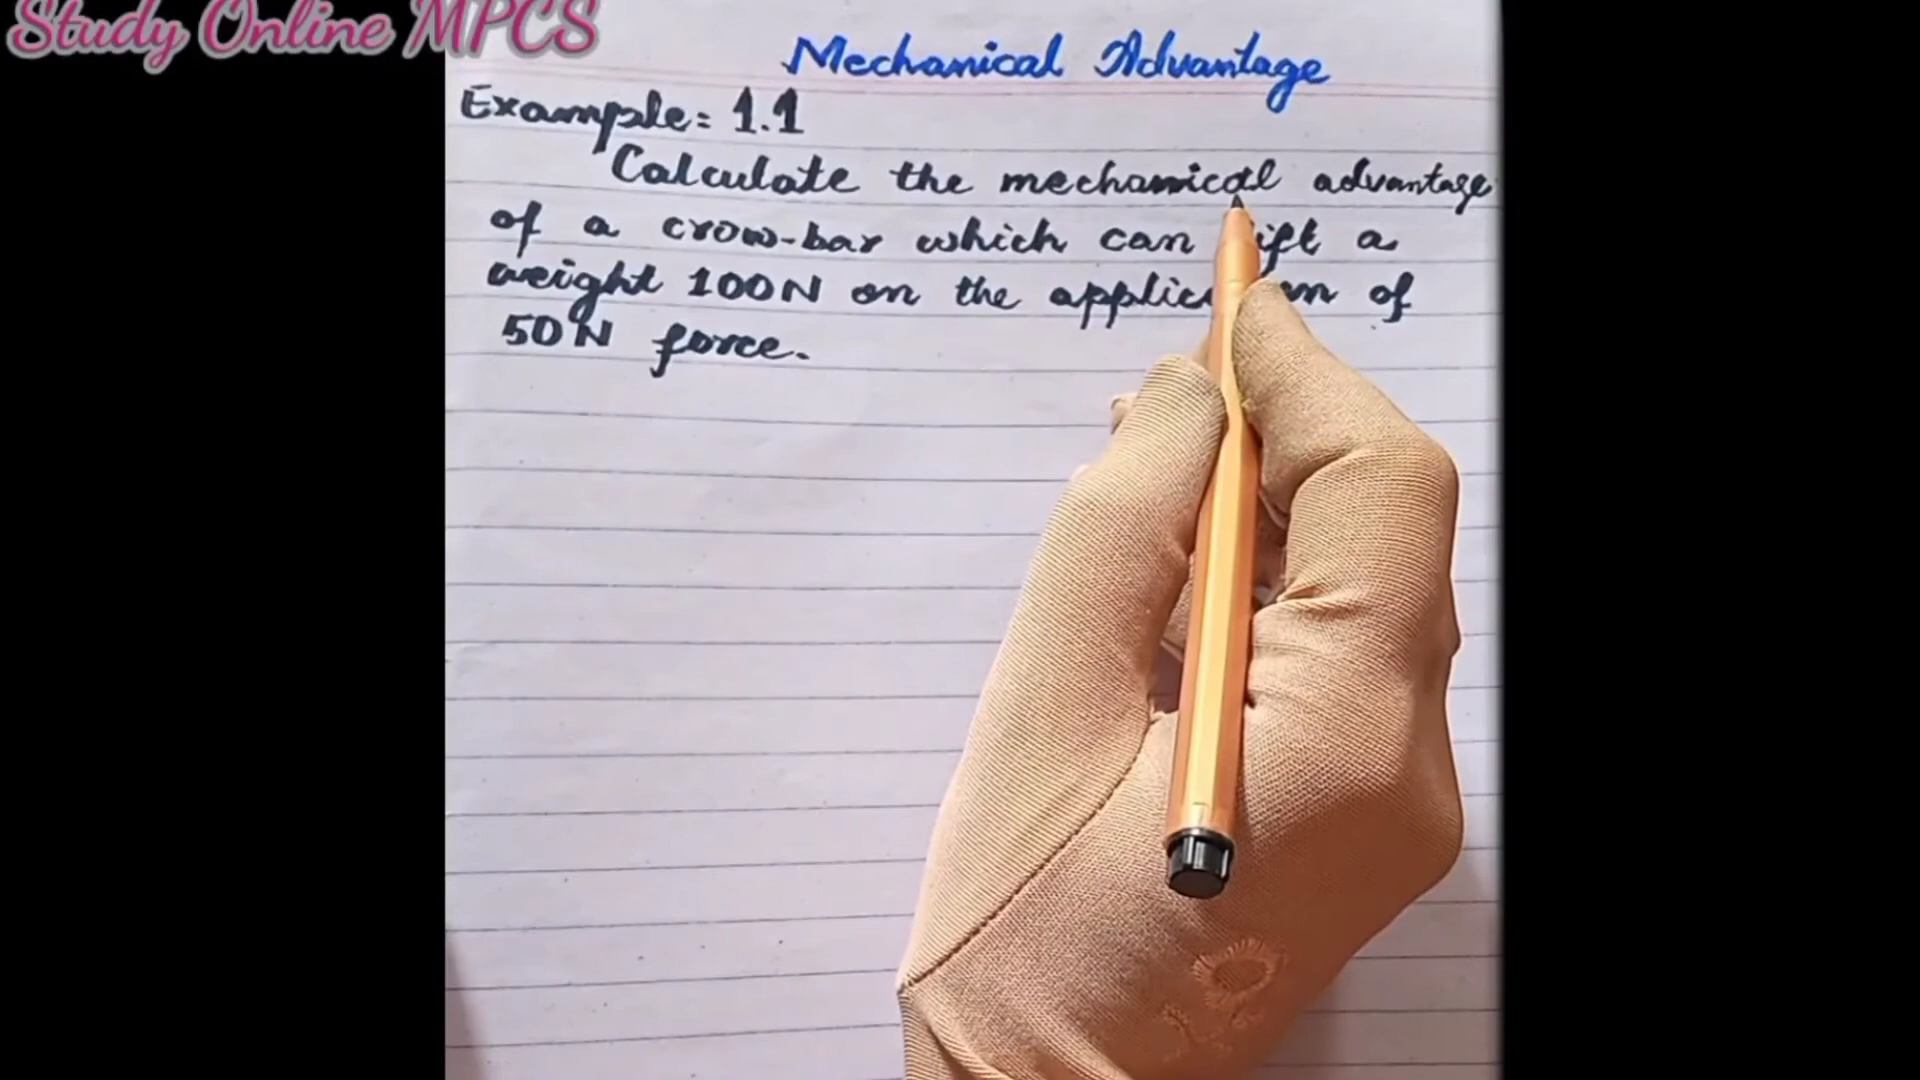 Study Online MPCS
Mechanical Advantage
Example: 1.1
Calculate the mechanical advantage
of a crow-bar which can
weight 100N on the of
50N force.